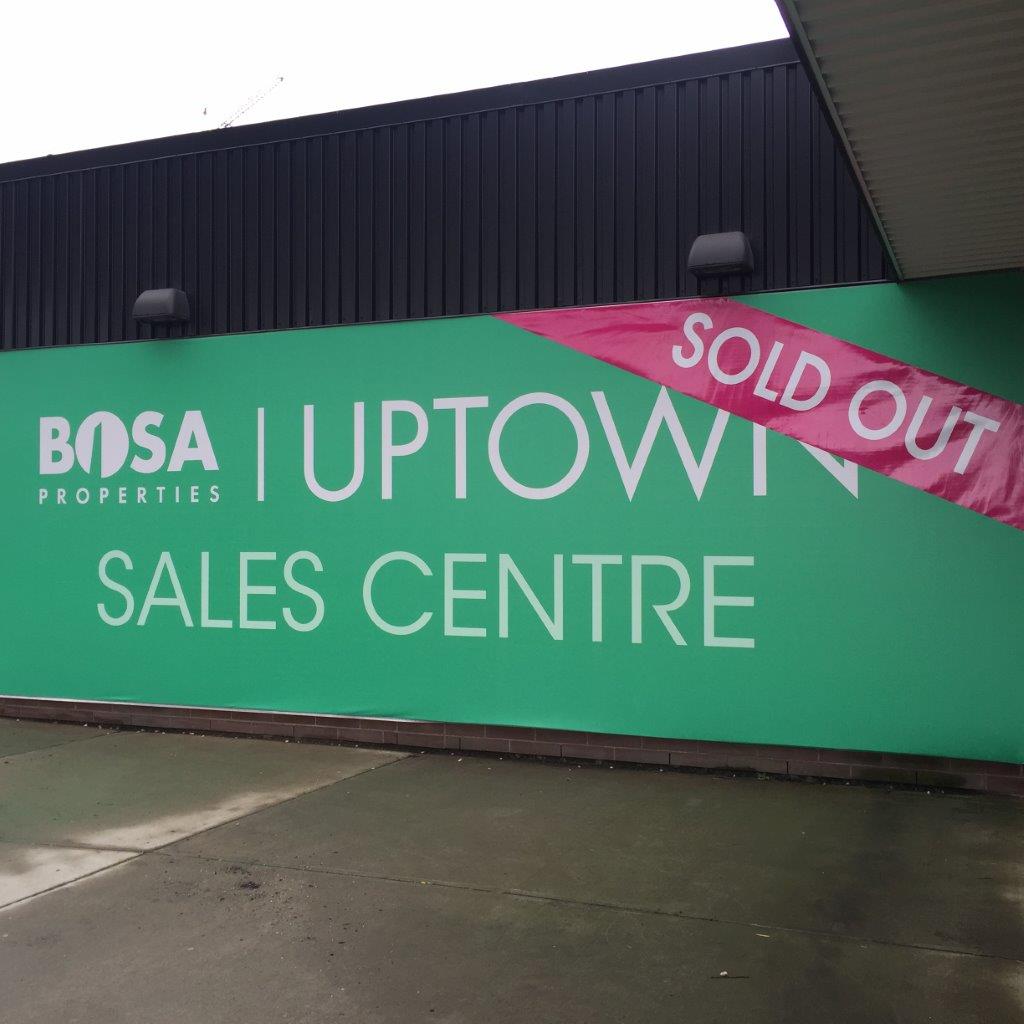 SOLD OUT
BOSA | UPTOWN
PROPERTIES
SALES CENTRE